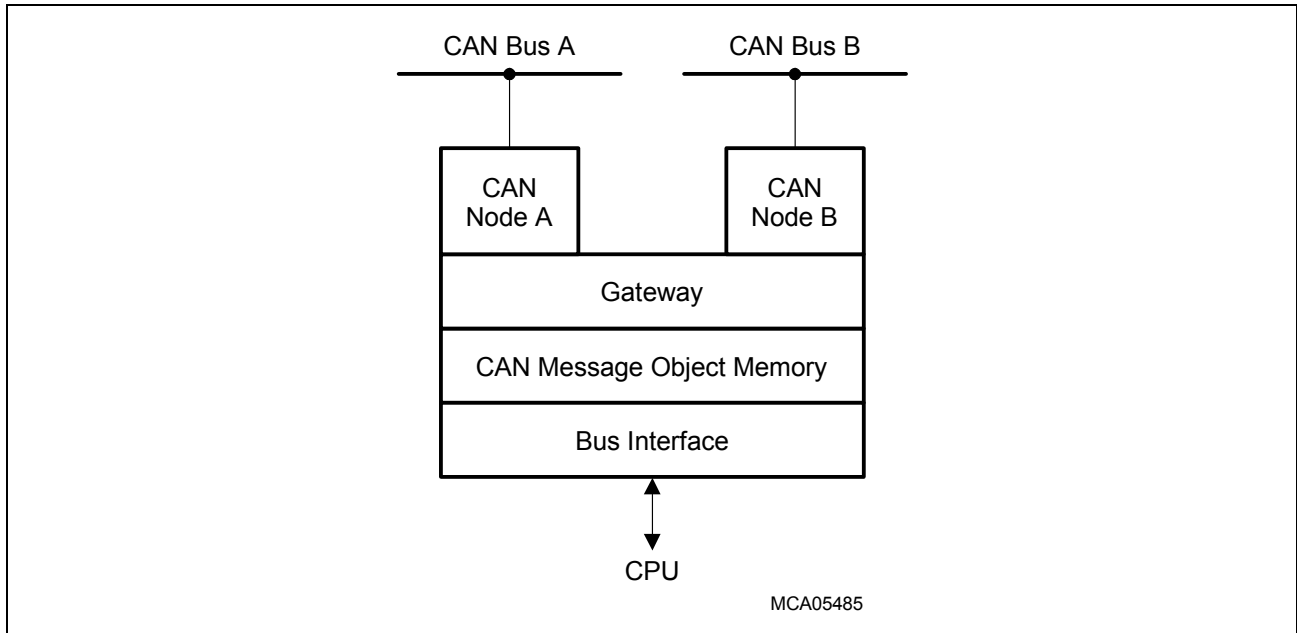 CAN Bus A
CAN Bus B
CAN
Node A
CAN
Node B
Gateway
CAN Message Object Memory
Bus Interface
CPU
MCA05485